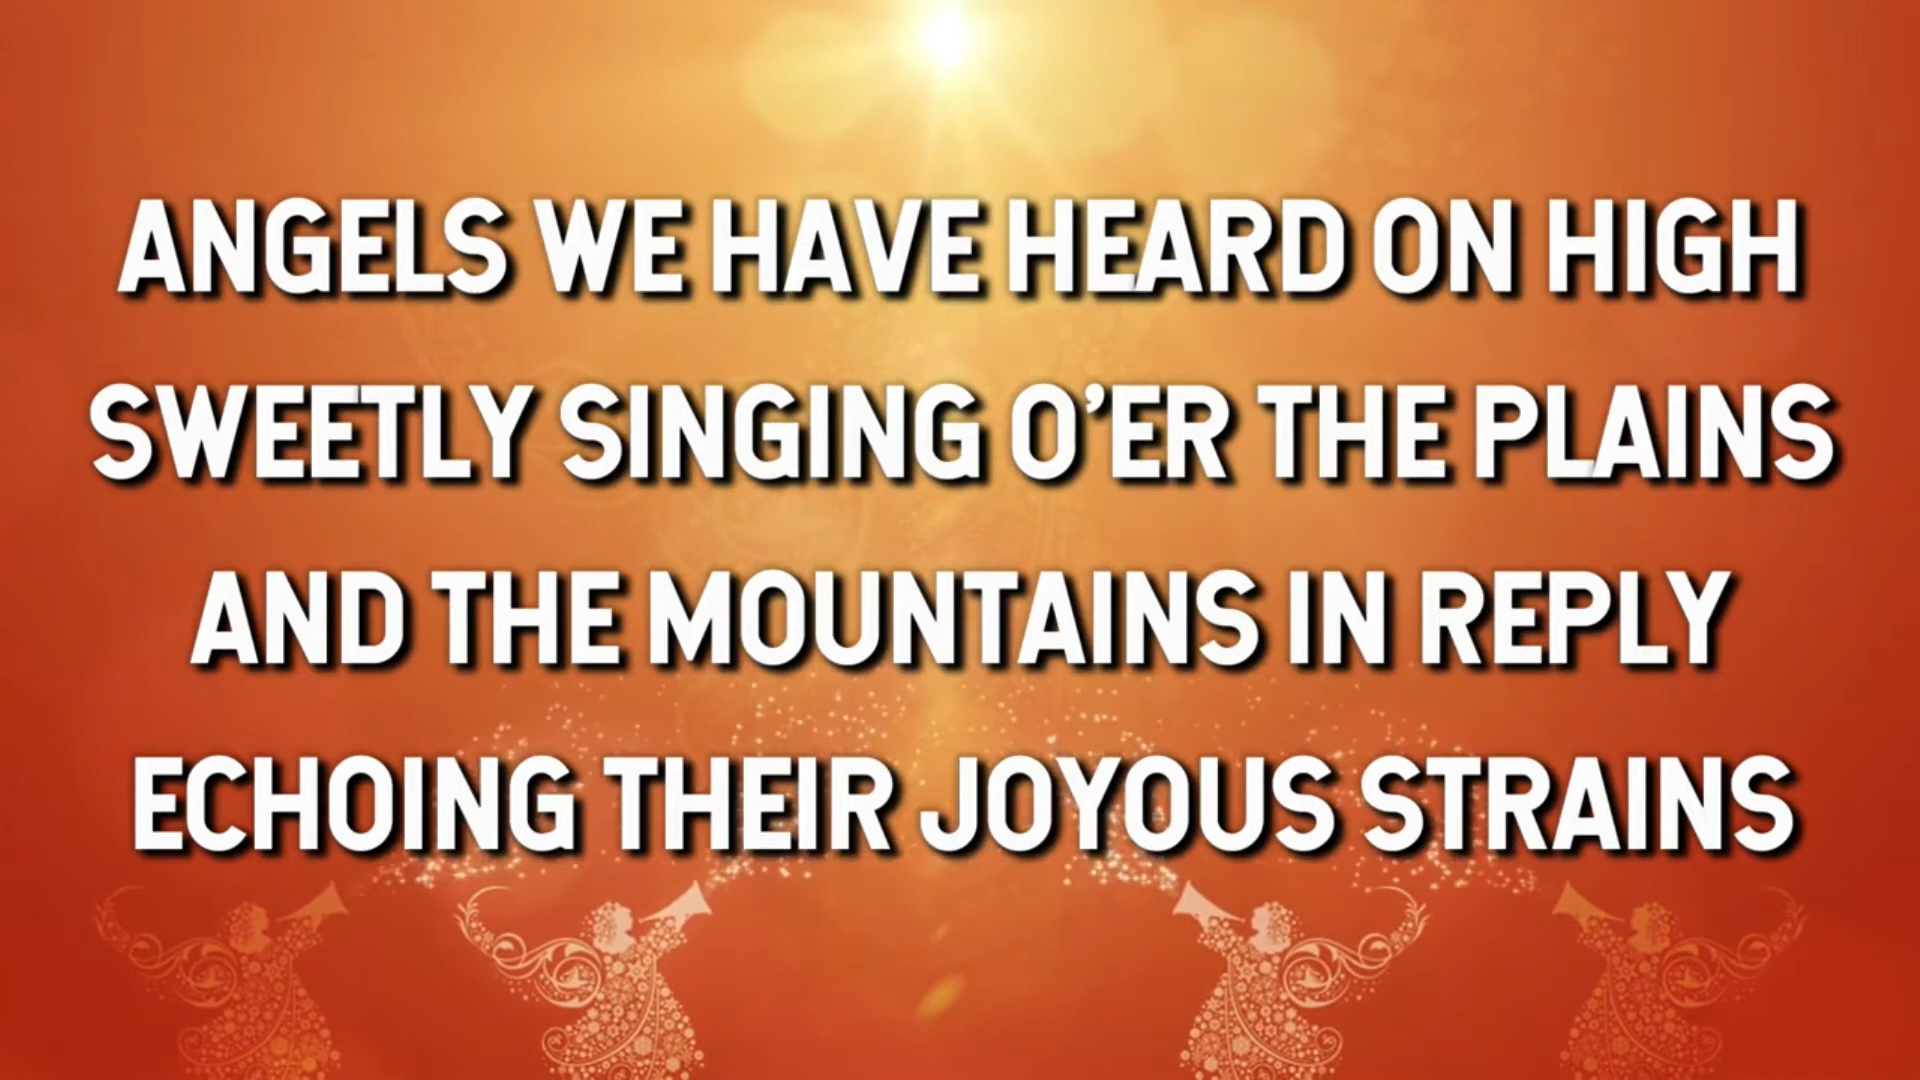 ANGELS WE HAVE HEARD ON HIGH
SWEETLY SINGING O’ER THE PLAINS
AND THE MOUNTAINS IN REPLY
ECHOING THEIR JOYOUS STRAINS